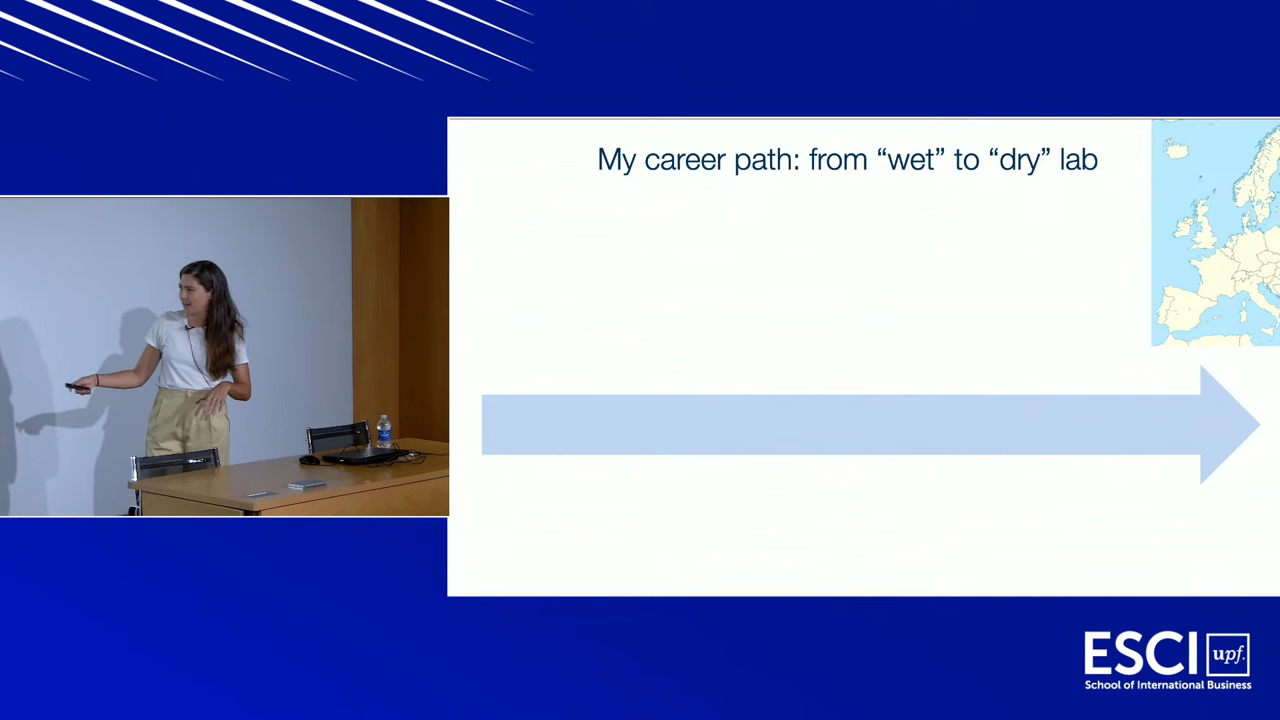 My career path: from “wet” to “dry” lab
ESCI upf.
School of International Business